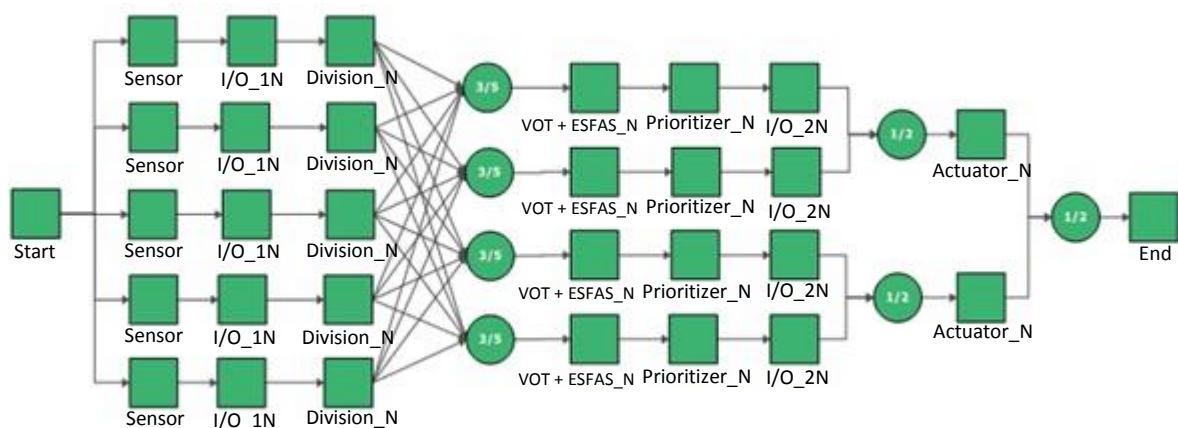 Sensor I/O_1N Division_N
3/5
VOT + ESFAS_N Prioritizer_N I/O_2N
Sensor I/O_1N Division_N
1/2
Actuator_N
3/5
VOT + ESFAS_N Prioritizer_N I/O_2N
Start
Sensor I/O_1N Division_N
1/2
End
3/5
VOT + ESFAS_N Prioritizer_N I/O_2N
Sensor I/O_1N Division_N
1/2
Actuator_N
3/5
VOT + ESFAS_N Prioritizer_N I/O_2N
Sensor I/O_1N Division_N